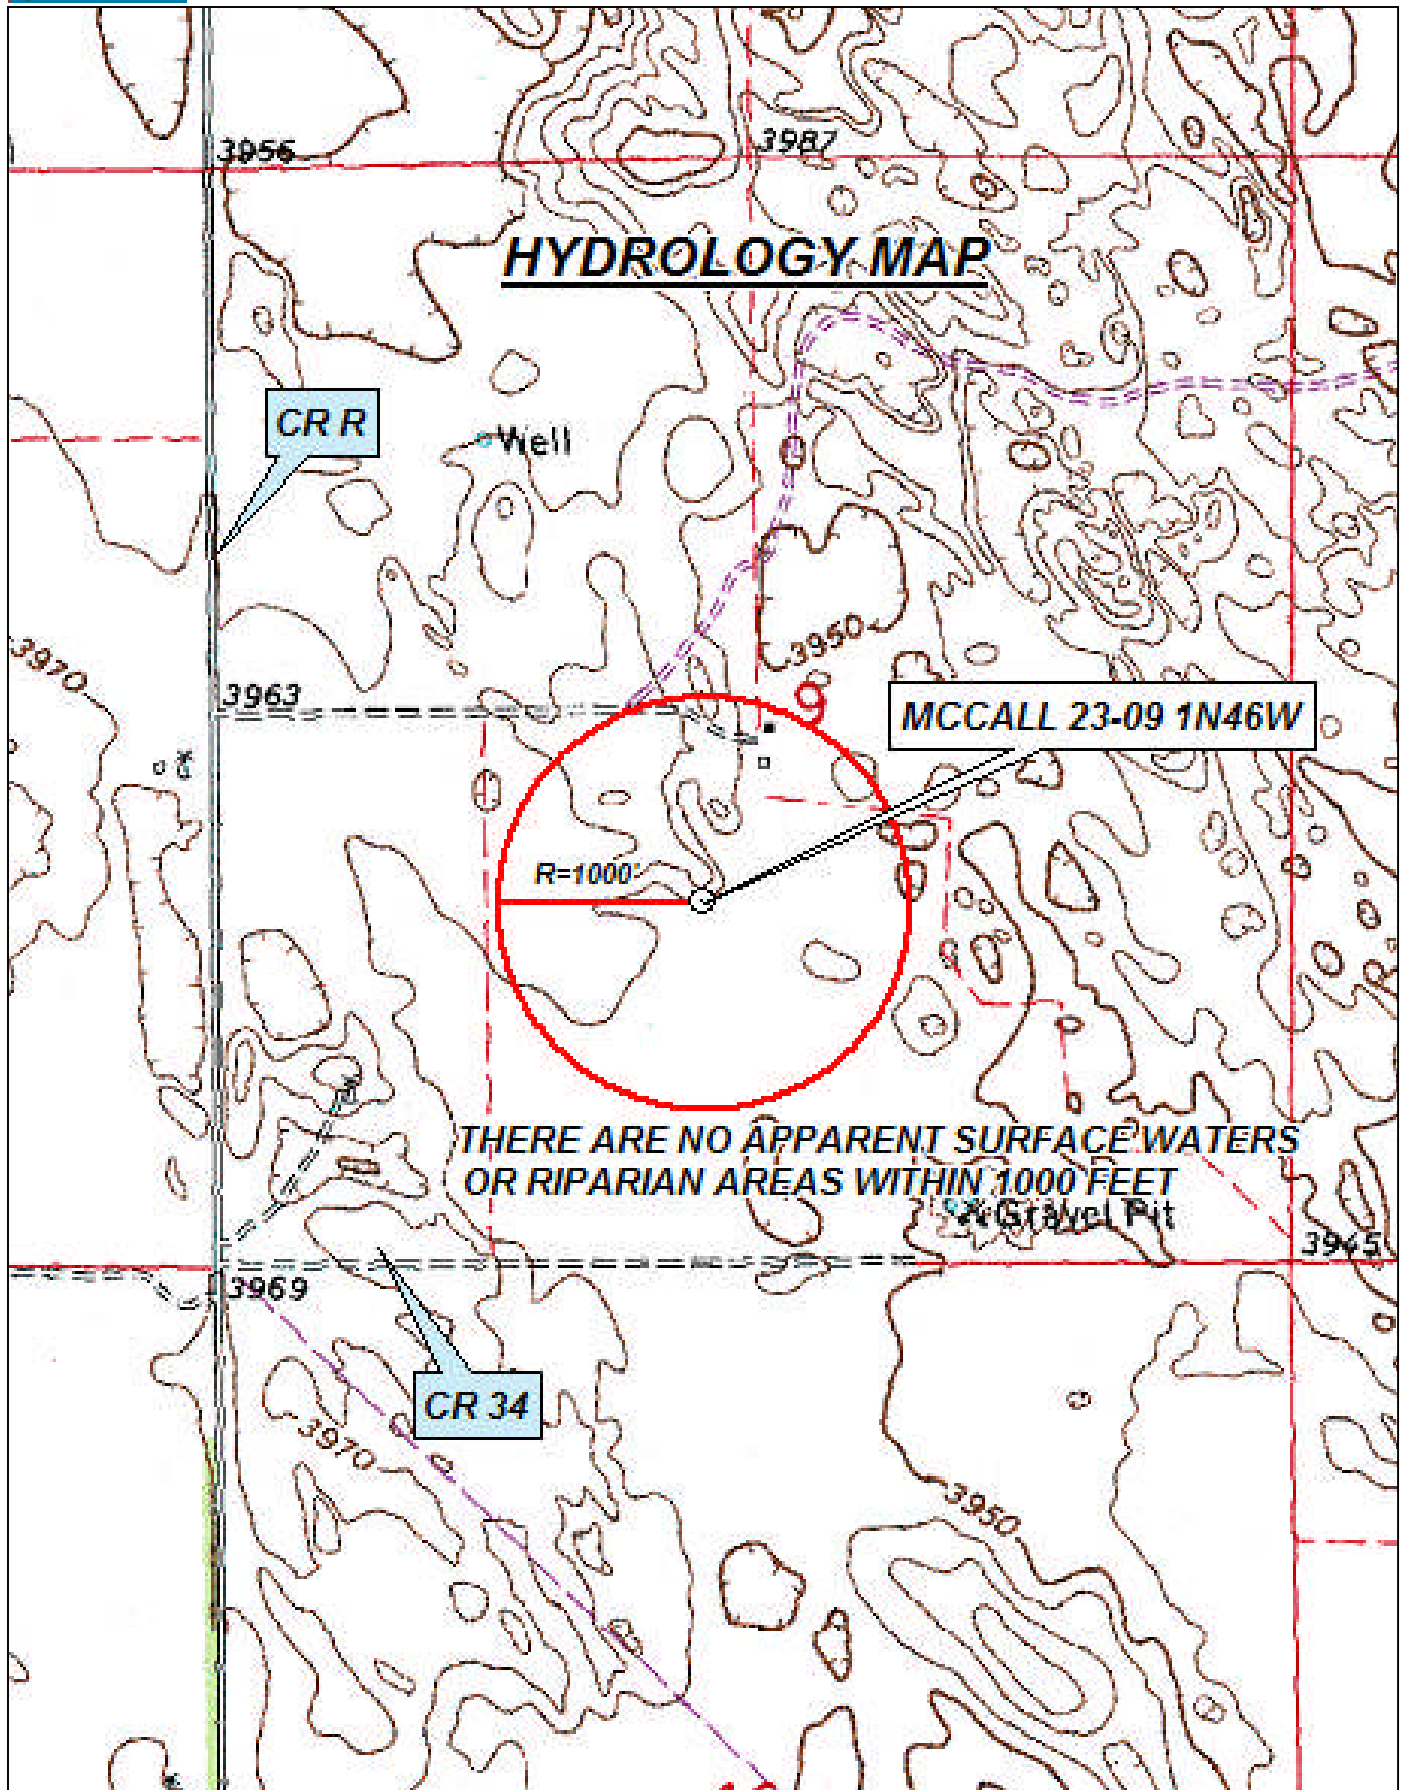 3956
3987
HYDROLOGY MAP
CR R
Well
3950
3970
3963
9
MCCALL 23-09 1N46W
R=1000'
THERE ARE NO APPARENT SURFACE WATERS
OR RIPARIAN AREAS WITHIN 1000 FEET
Gravel Pit
3945
3969
CR 34
3970
3950